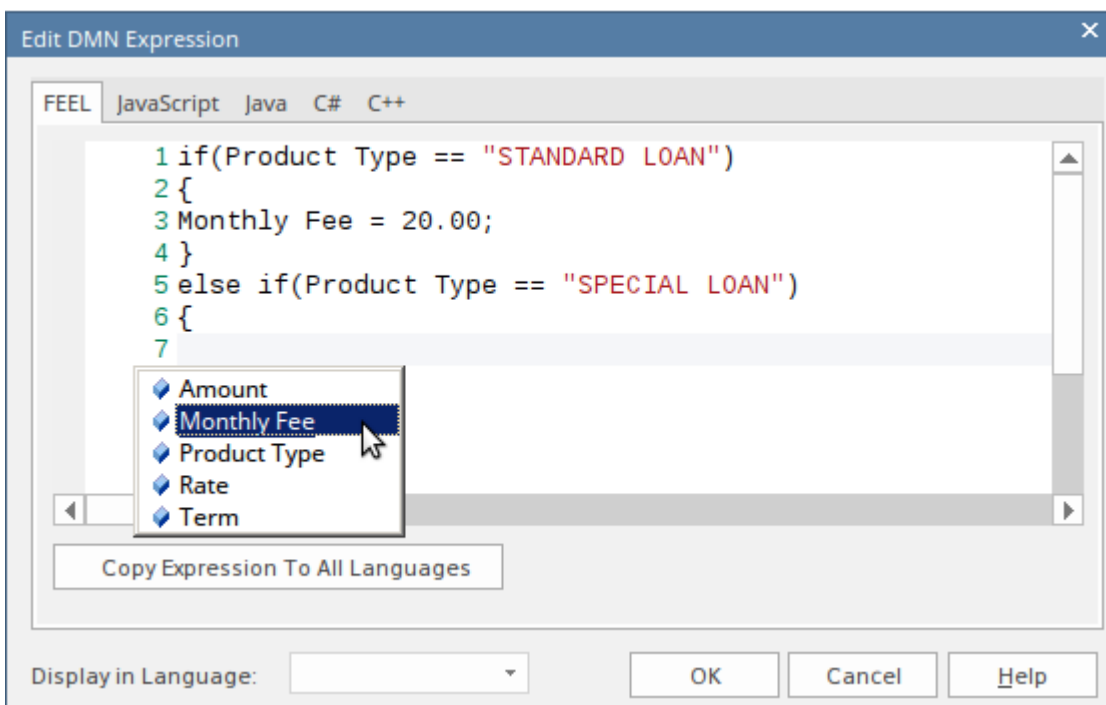 Edit DMN Expression
FEEL JavaScript Java C# C++
1 if(Product Type == "STANDARD LOAN")
2 {
3 Monthly Fee = 20.00;
4 }
5 else if(Product Type == "SPECIAL LOAN")
6 {
7
Amount
Monthly Fee
Product Type
Rate
Term
Copy Expression To All Languages
Display in Language: OK Cancel Help